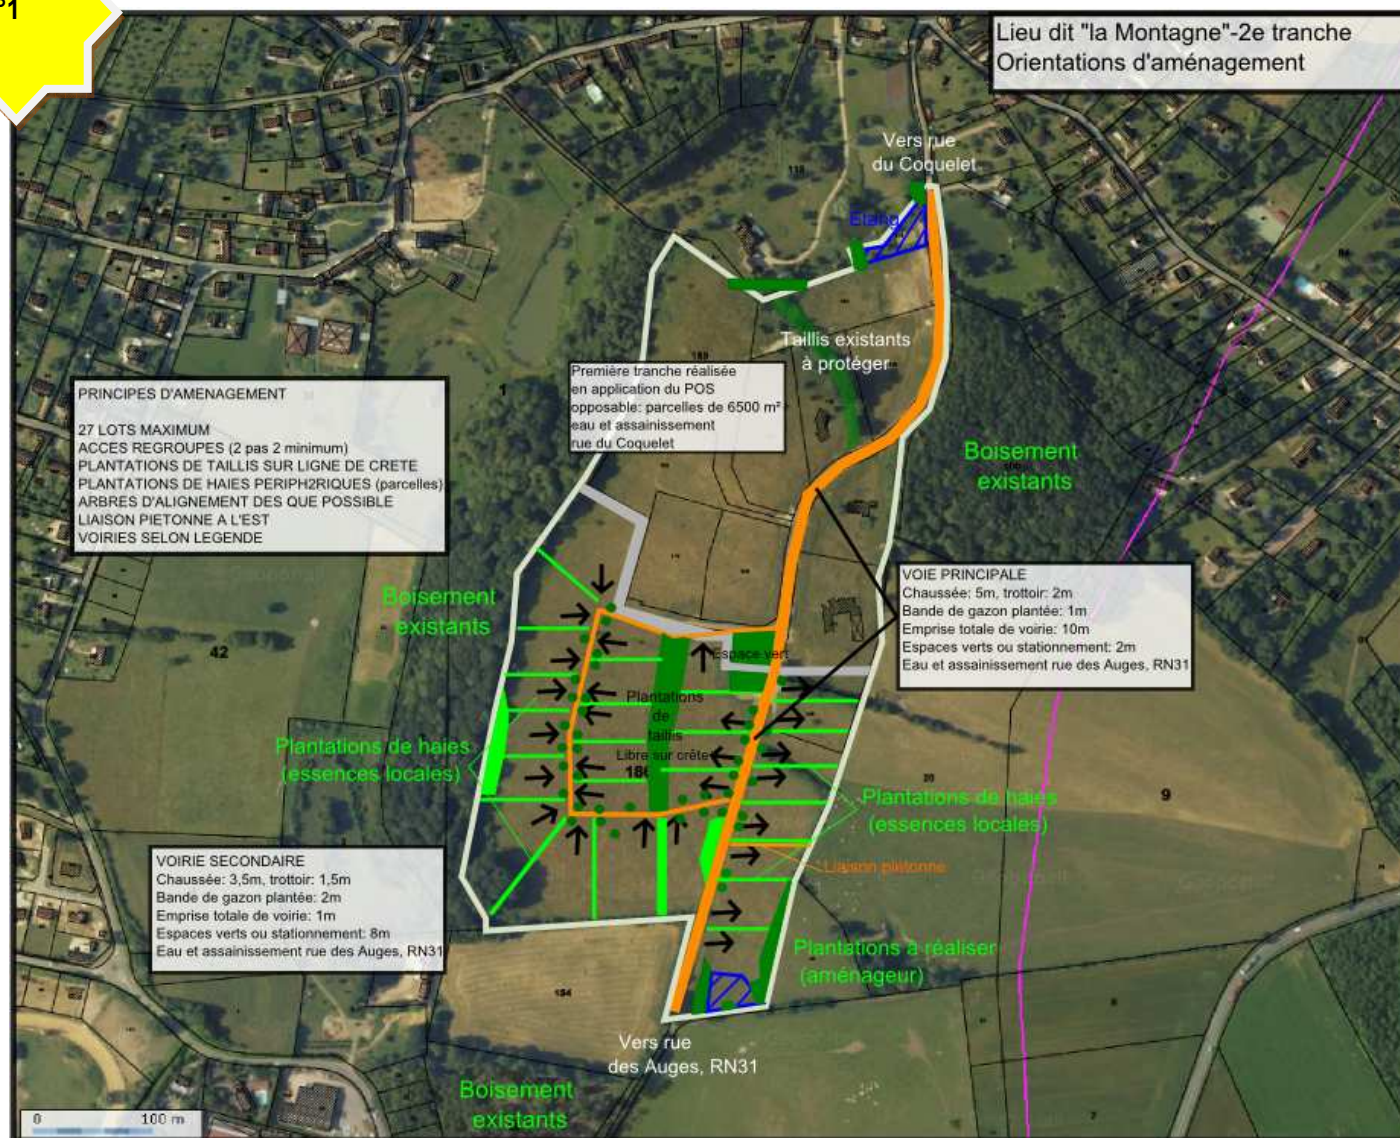 °1
Lieu dit "la Montagne"-2e tranche
Orientations d'aménagement
Vers rue
du Coquelet
Etang
Taillis existants
à protéger
Première tranche réalisée
en application du POS
opposable: parcelles de 6500 m²
eau et assainissement
rue du Coquelet
PRINCIPES D'AMENAGEMENT
27 LOTS MAXIMUM
ACCES REGROUPES (2 pas 2 minimum)
PLANTATIONS DE TAILLIS SUR LIGNE DE CRETE
PLANTATIONS DE HAIES PERIPH2RIQUES (parcelles)
ARBRES D'ALIGNEMENT DES QUE POSSIBLE
LIAISON PIETONNE A L'EST
VOIRIES SELON LEGENDE
Boisement
existants
VOIE PRINCIPALE
Chaussée: 5m, trottoir: 2m
Bande de gazon plantée: 1m
Emprise totale de voirie: 10m
Espaces verts ou stationnement: 2m
Eau et assainissement rue des Auges, RN31
Boisement
existants
42
1
189
Espace vert
Plantations
de
taillis
Libre sur crête
186
Plantations de haies
(essences locales)
20
9
Plantations de haies
(essences locales)
Liaison piétonne
VOIRIE SECONDAIRE
Chaussée: 3,5m, trottoir: 1,5m
Bande de gazon plantée: 2m
Emprise totale de voirie: 1m
Espaces verts ou stationnement: 8m
Eau et assainissement rue des Auges, RN31
Plantations à réaliser
(aménageur)
184
Vers rue
des Auges, RN31
Boisement
existants
7
0 100 m